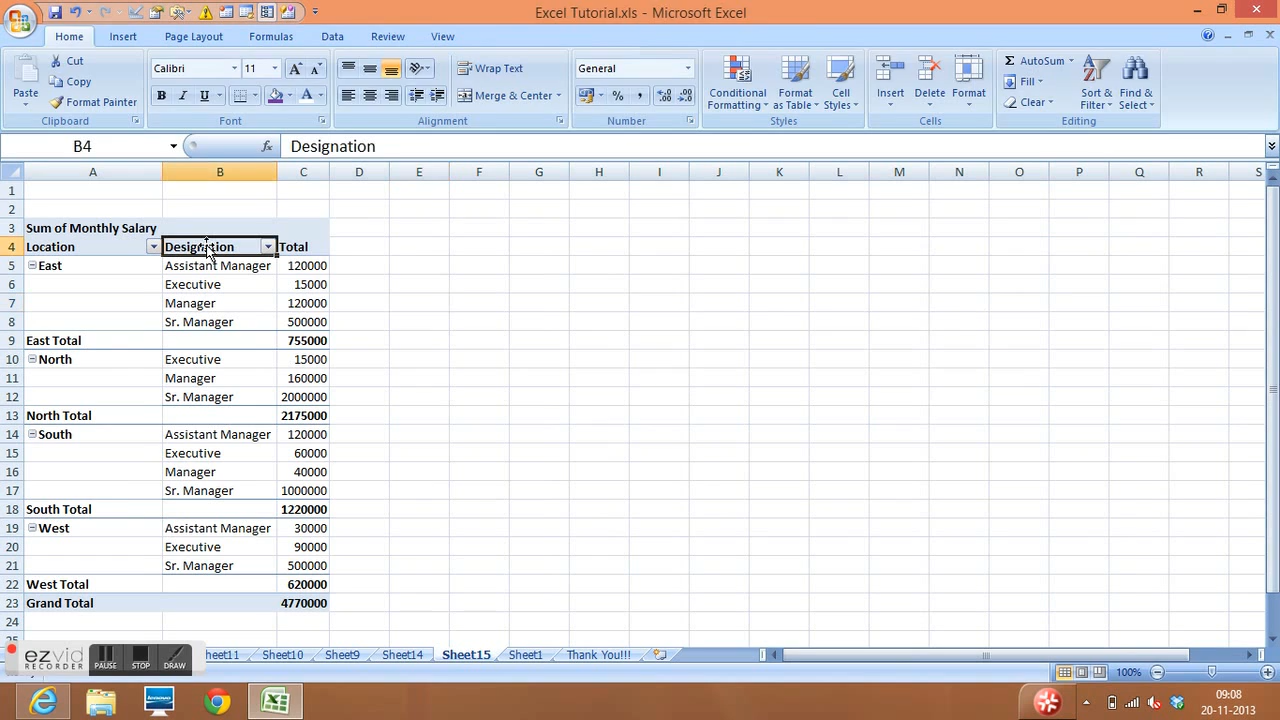 Excel Tutorial.xls - Microsoft Excel
Home Insert Page Layout Formulas Data Review View
Cut
Copy
Format Painter
Paste
Clipboard
Calibri 11
B I U
Font
Wrap Text
Merge & Center
Alignment
General
% ,
Number
Conditional Formatting
Format as Table
Cell Styles
Styles
Insert Delete Format
Cells
Σ AutoSum
Fill
Clear
Sort & Filter
Find & Select
Editing
B4 fx Designation
A B C D E F G H I J K L M N O P Q R S
1
2
3 Sum of Monthly Salary
4 Location Designation Total
5 East Assistant Manager 120000
6 Executive 15000
7 Manager 120000
8 Sr. Manager 500000
9 East Total 755000
10 North Executive 15000
11 Manager 160000
12 Sr. Manager 2000000
13 North Total 2175000
14 South Assistant Manager 120000
15 Executive 60000
16 Manager 40000
17 Sr. Manager 1000000
18 South Total 1220000
19 West Assistant Manager 30000
20 Executive 90000
21 Sr. Manager 500000
22 West Total 620000
23 Grand Total 4770000
24
25
ezvid
RECORDER
PAUSE STOP DRAW
Sheet10 Sheet9 Sheet14 Sheet15 Sheet1 Thank You!!!
100%
lenovo
09:08
20-11-2013